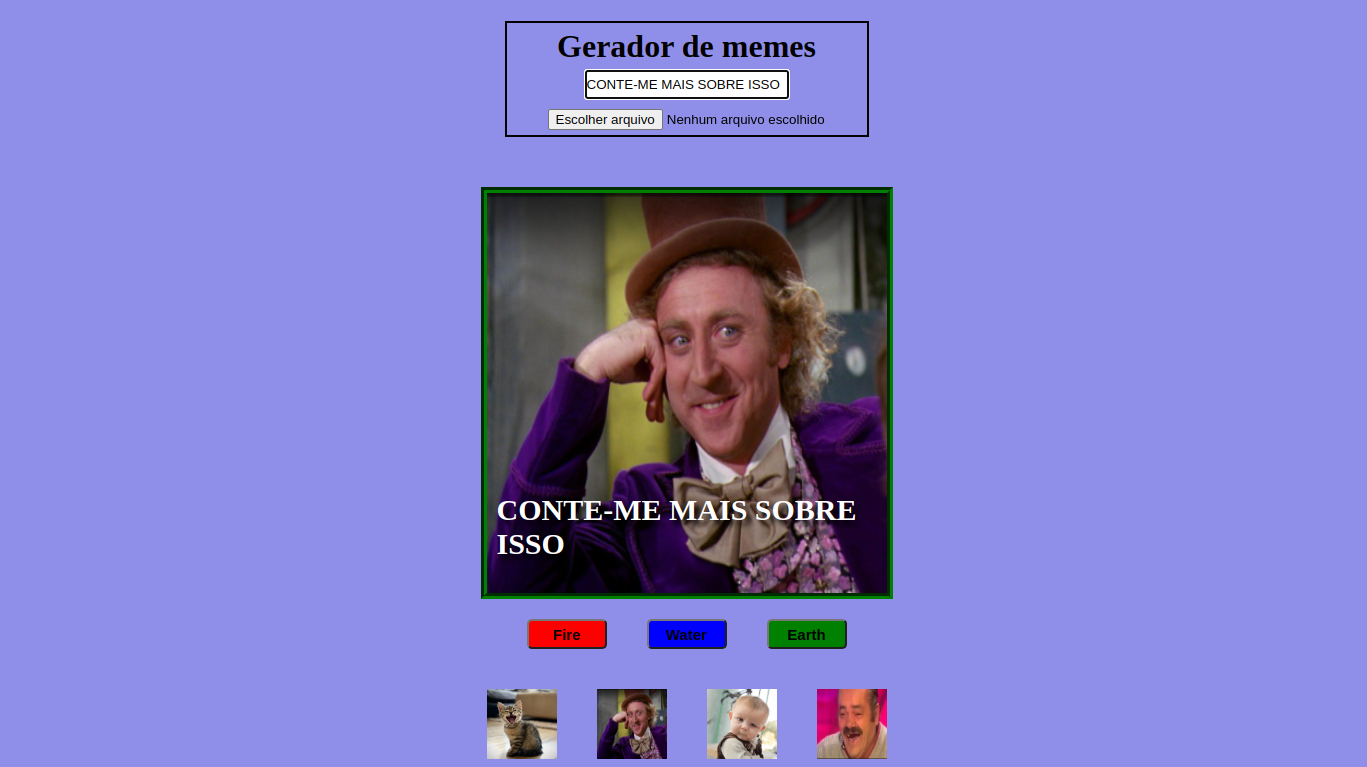 Gerador de memes
CONTE-ME MAIS SOBRE ISSO
Escolher arquivo Nenhum arquivo escolhido
CONTE-ME MAIS SOBRE
ISSO
Fire Water Earth